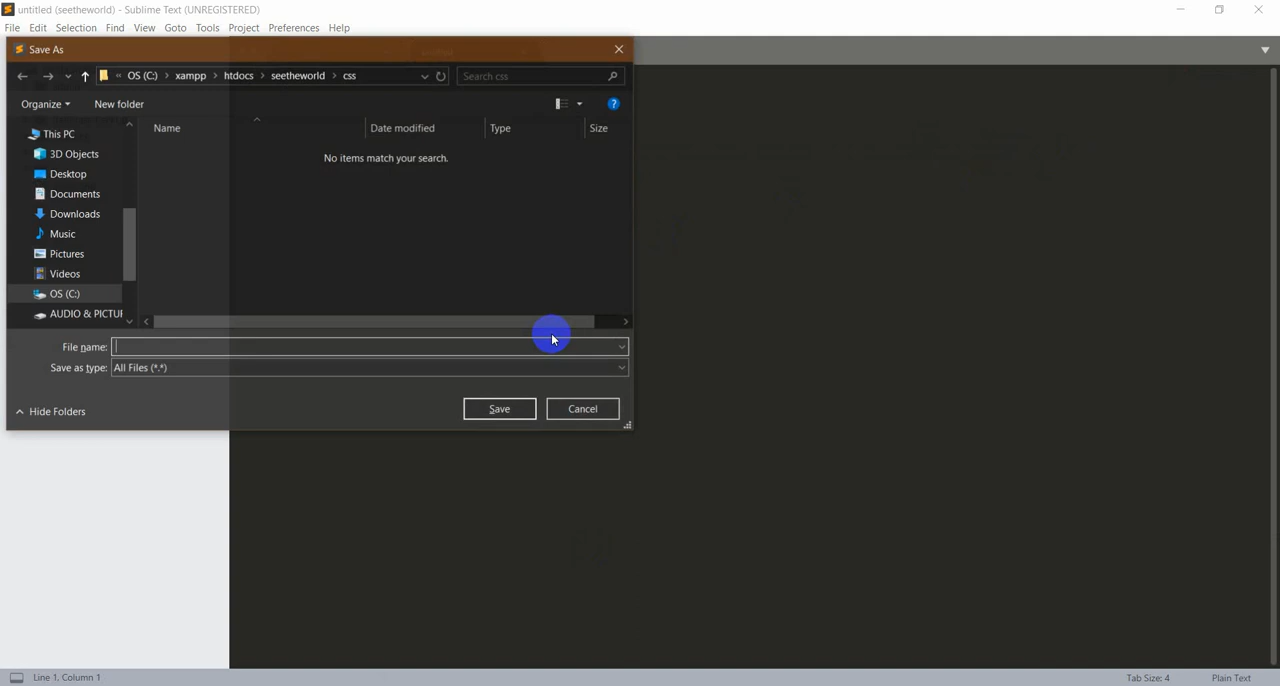 untitled (seetheworld) - Sublime Text (UNREGISTERED)
File Edit Selection Find View Goto Tools Project Preferences Help
Save As
« OS (C:) › xampp › htdocs › seetheworld › css
Search css
Organize
New folder
Name Date modified Type Size
No items match your search.
This PC
3D Objects
Desktop
Documents
Downloads
Music
Pictures
Videos
OS (C:)
AUDIO & PICTUR
File name:
Save as type: All Files (*.*)
Hide Folders
Save
Cancel
Line 1, Column 1
Tab Size: 4
Plain Text